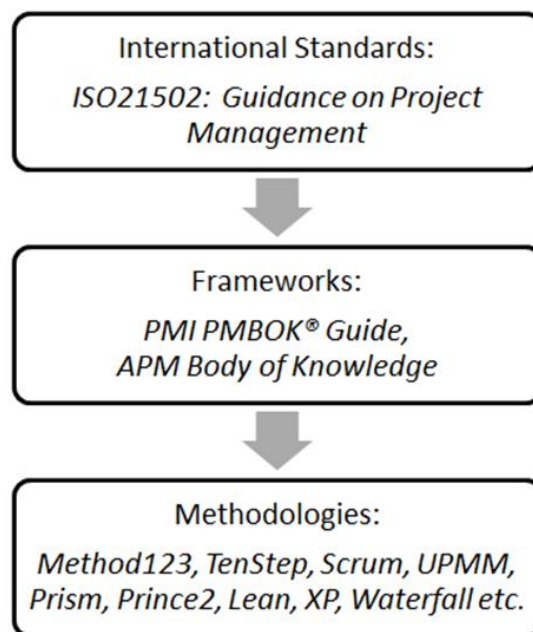 International Standards:
ISO21502: Guidance on Project
Management
Frameworks:
PMI PMBOK® Guide,
APM Body of Knowledge
Methodologies:
Method123, TenStep, Scrum, UPMM,
Prism, Prince2, Lean, XP, Waterfall etc.